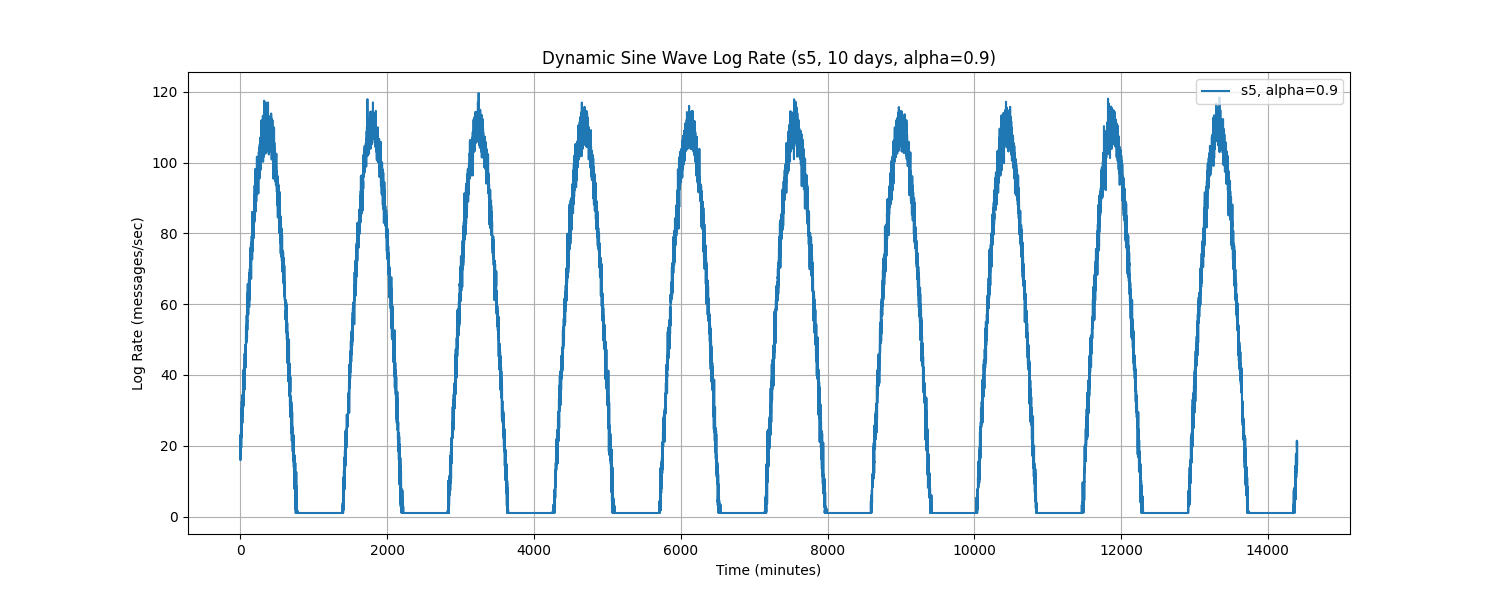 Dynamic Sine Wave Log Rate (s5, 10 days, alpha=0.9)
s5, alpha=0.9
Log Rate (messages/sec)
120
100
80
60
40
20
0
0 2000 4000 6000 8000 10000 12000 14000
Time (minutes)